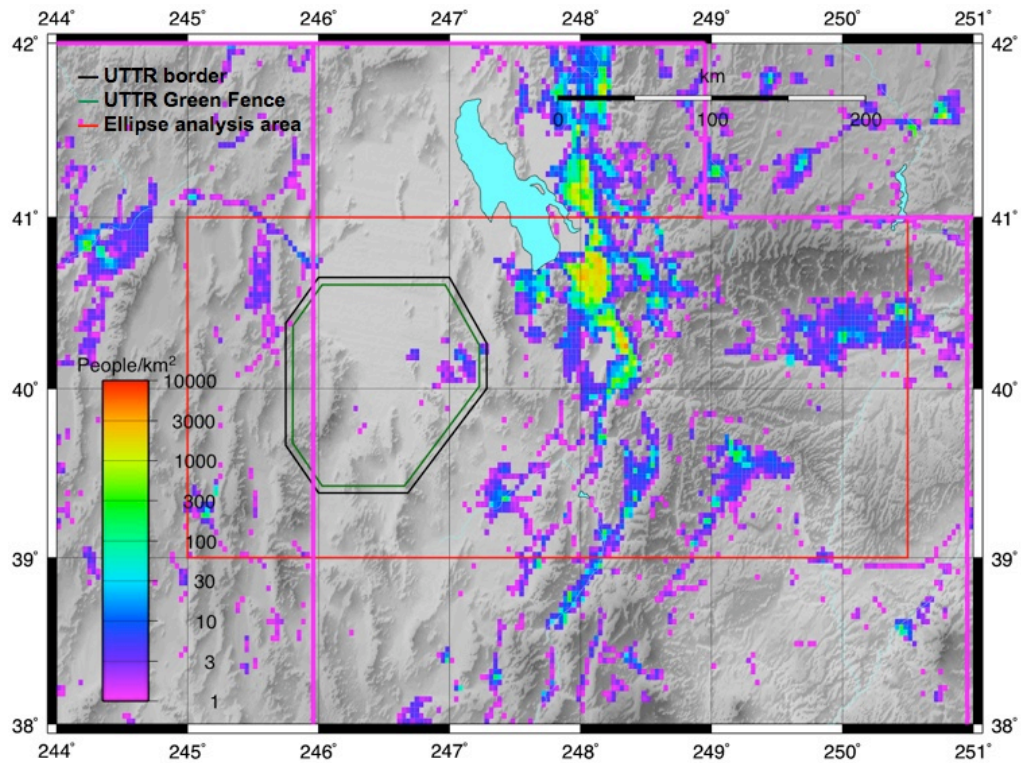 244° 245° 246° 247° 248° 249° 250° 251°
42° 42°
UTTR border
UTTR Green Fence
Ellipse analysis area
km
0 100 200
41° 41°
People/km²
10000
3000
1000
300
100
30
10
3
1
40° 40°
39° 39°
38° 38°
244° 245° 246° 247° 248° 249° 250° 251°